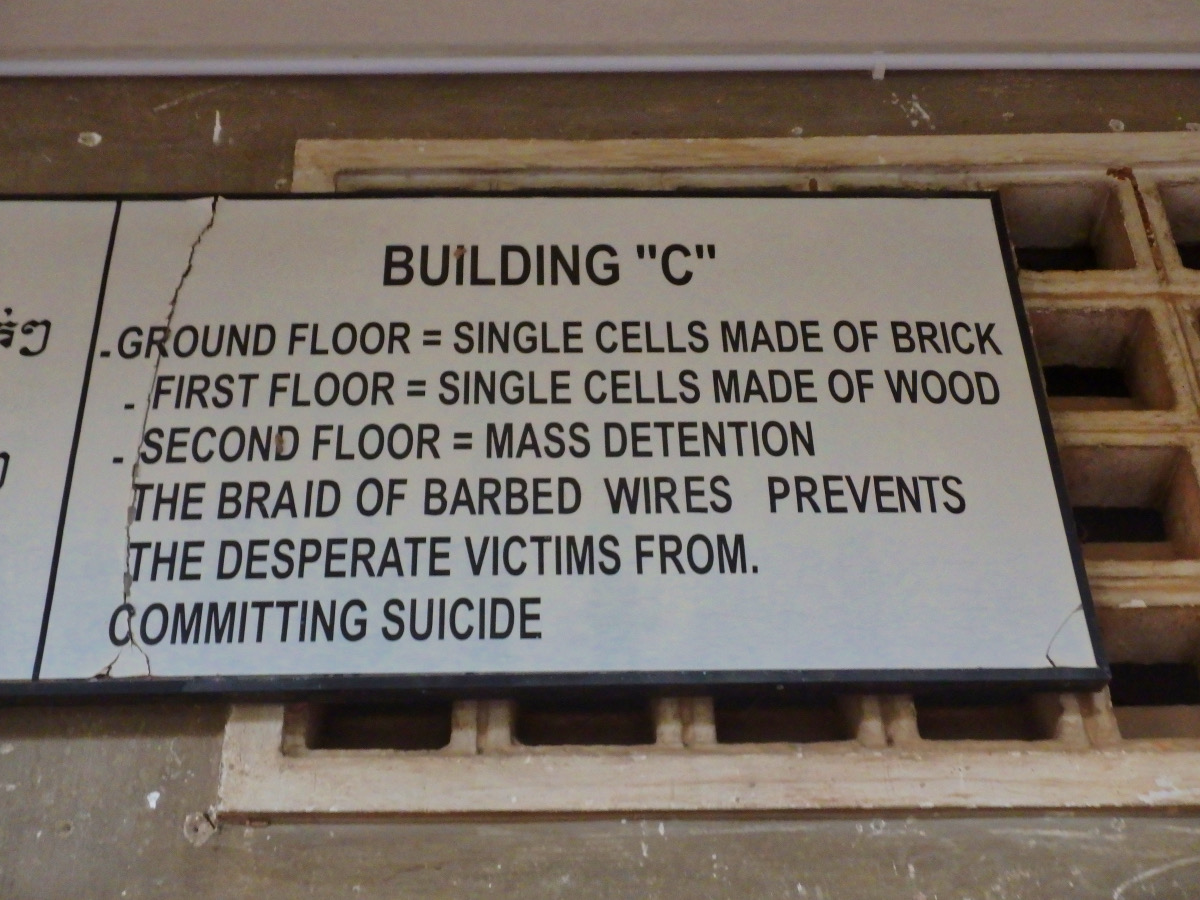 BUILDING "C"
-GROUND FLOOR = SINGLE CELLS MADE OF BRICK
- FIRST FLOOR = SINGLE CELLS MADE OF WOOD
- SECOND FLOOR = MASS DETENTION
THE BRAID OF BARBED WIRES PREVENTS
THE DESPERATE VICTIMS FROM.
COMMITTING SUICIDE